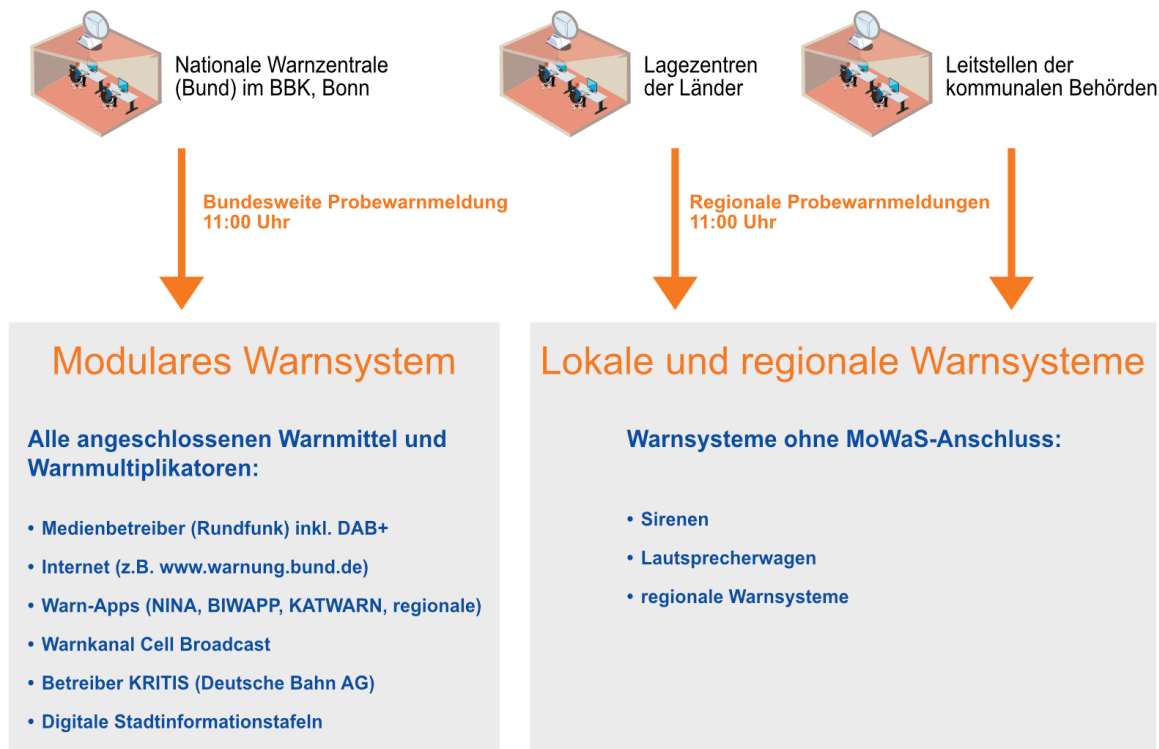 Nationale Warnzentrale
(Bund) im BBK, Bonn
Lagezentren
der Länder
Leitstellen der
kommunalen Behörden
Bundesweite Probewarnmeldung
11:00 Uhr
Regionale Probewarnmeldungen
11:00 Uhr
Modulares Warnsystem
Alle angeschlossenen Warnmittel und
Warnmultiplikatoren:
• Medienbetreiber (Rundfunk) inkl. DAB+
• Internet (z.B. www.warnung.bund.de)
• Warn-Apps (NINA, BIWAPP, KATWARN, regionale)
• Warnkanal Cell Broadcast
• Betreiber KRITIS (Deutsche Bahn AG)
• Digitale Stadtinformationstafeln
Lokale und regionale Warnsysteme
Warnsysteme ohne MoWaS-Anschluss:
• Sirenen
• Lautsprecherwagen
• regionale Warnsysteme